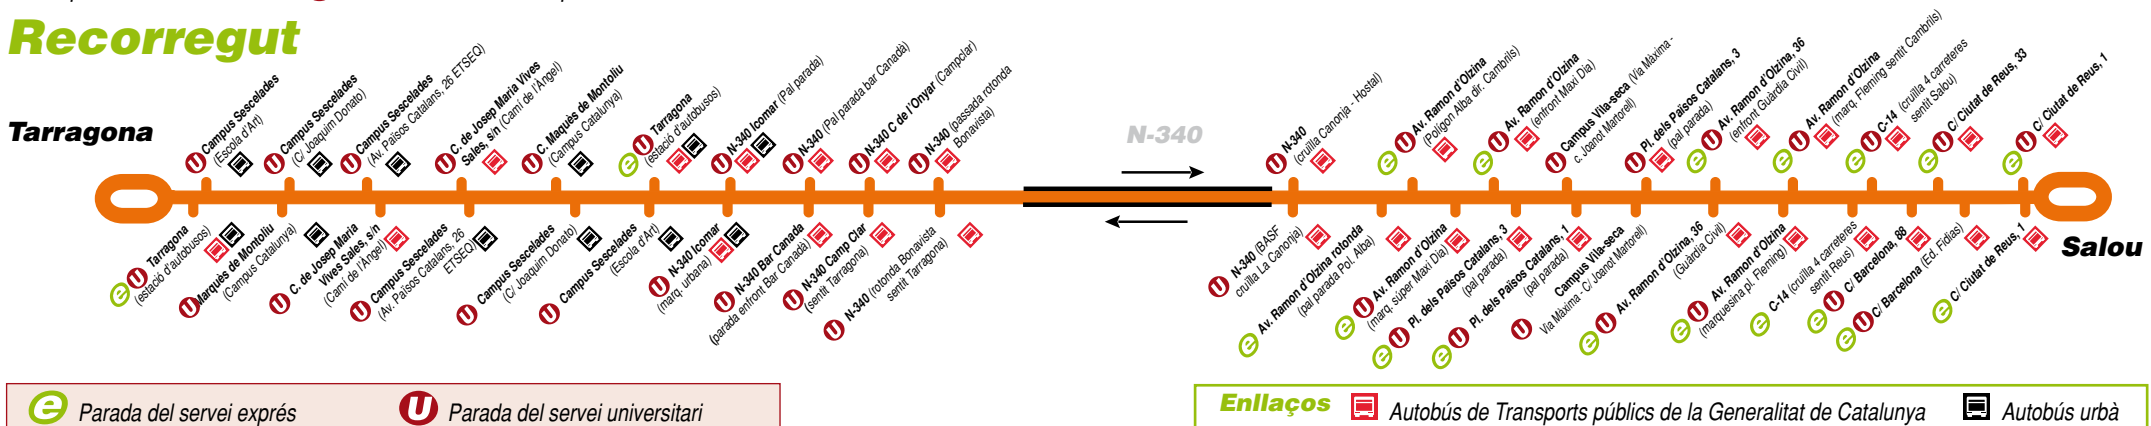 Recorregut
Tarragona
Campus Sescelades
(Escola d'Art)
Campus Sescelades
(C/ Joaquim Donato)
Campus Sescelades
(Av. Països Catalans, 26 ETSEQ)
C. de Josep Maria Vives
Sales, s/n (Camí de l'Àngel)
C. Maquès de Montoliu
(Campus Catalunya)
Tarragona
(estació d'autobusos)
N-340 Icomar (Pal parada)
N-340 (Pal parada bar Canadà)
N-340 C de l'Onyar (Campclar)
N-340 (passada rotonda
Bonavista)
N-340
N-340
(cruïlla Canonja - Hostal)
Av. Ramon d'Olzina
(Polígon Alba dir. Cambrils)
Av. Ramon d'Olzina
(enfront Maxi Dia)
Campus Vila-seca (Via Màxima -
c. Joanot Martorell)
Pl. dels Països Catalans, 3
(pal parada)
Av. Ramon d'Olzina, 36
(enfront Guàrdia Civil)
Av. Ramon d'Olzina
(marq. Fleming sentit Cambrils)
C-14 (cruïlla 4 carreteres
sentit Salou)
C/ Ciutat de Reus, 33
C/ Ciutat de Reus, 1
Tarragona
(estació d'autobusos)
Marquès de Montoliu
(Campus Catalunya)
C. de Josep Maria
Vives Sales, s/n
(Camí de l'Àngel)
Campus Sescelades
(Av. Països Catalans, 26
ETSEQ)
Campus Sescelades
(C/ Joaquim Donato)
Campus Sescelades
(Escola d'Art)
N-340 Icomar
(marq. urbana)
N-340 Bar Canada
(parada enfront Bar Canadà)
N-340 Camp Clar
(sentit Tarragona)
N-340 (rotonda Bonavista
sentit Tarragona)
N-340 (BASF
cruïlla La Canonja)
Av. Ramon d'Olzina rotonda
(pal parada Pol. Alba)
Av. Ramon d'Olzina
(marq. súper Maxi Dia)
Pl. dels Països Catalans, 3
(pal parada)
Pl. dels Països Catalans, 1
(pal parada)
Campus Vila-seca
Via Màxima - C/ Joanot Martorell)
Av. Ramon d'Olzina, 36
(Guàrdia Civil)
Av. Ramon d'Olzina
(marquesina pl. Fleming)
C-14 (cruïlla 4 carreteres
sentit Reus)
C/ Barcelona, 88
C/ Barcelona (Ed. Fidias)
C/ Ciutat de Reus, 1
Salou
e Parada del servei exprés
U Parada del servei universitari
Enllaços
Autobús de Transports públics de la Generalitat de Catalunya
Autobús urbà